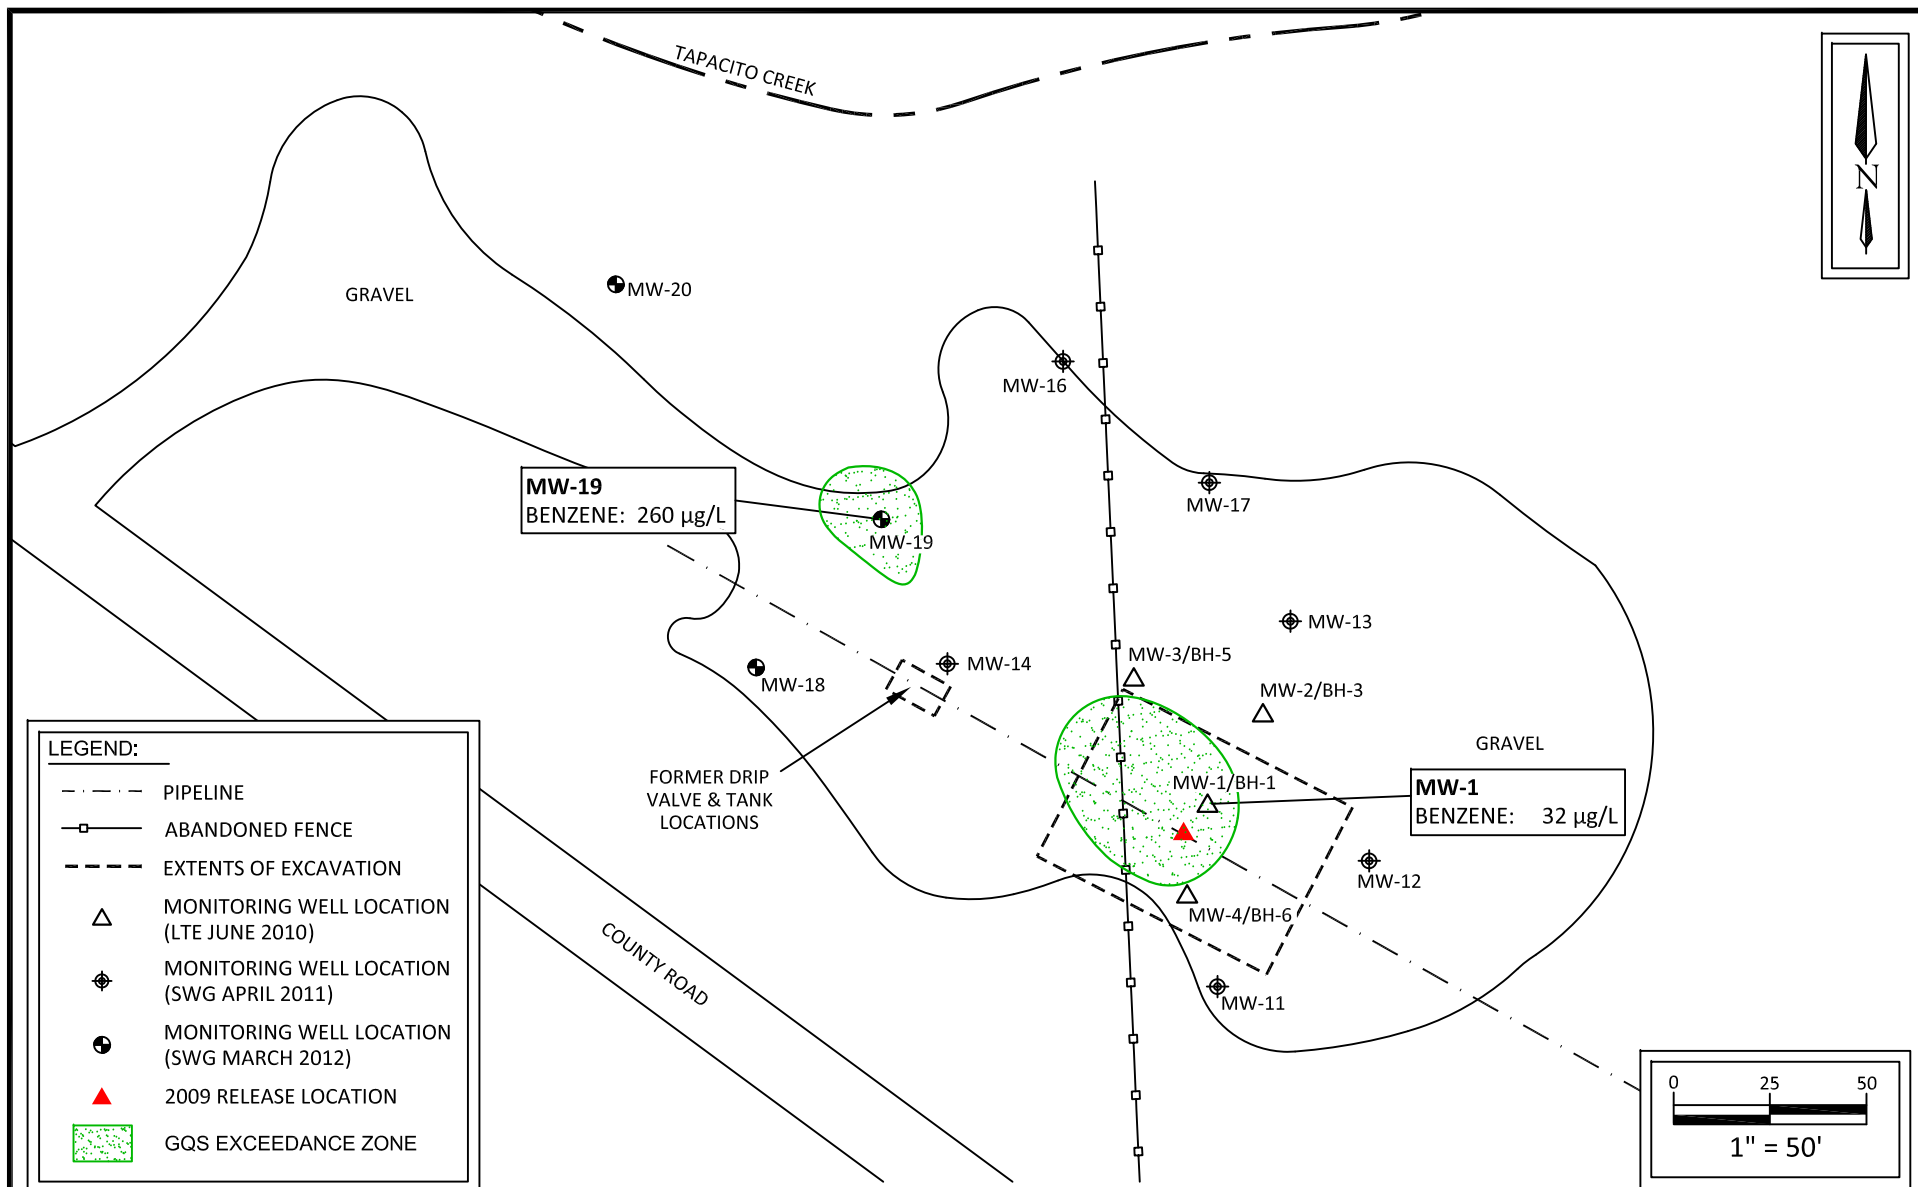 TAPACITO CREEK
N
GRAVEL
MW-20
MW-16
MW-19
BENZENE: 260 µg/L
MW-19
MW-17
MW-13
MW-3/BH-5
MW-14
MW-18
MW-2/BH-3
GRAVEL
FORMER DRIP
VALVE & TANK
LOCATIONS
MW-1/BH-1
MW-1
BENZENE: 32 µg/L
MW-12
MW-4/BH-6
MW-11
COUNTY ROAD
LEGEND:
PIPELINE
ABANDONED FENCE
EXTENTS OF EXCAVATION
MONITORING WELL LOCATION
(LTE JUNE 2010)
MONITORING WELL LOCATION
(SWG APRIL 2011)
MONITORING WELL LOCATION
(SWG MARCH 2012)
2009 RELEASE LOCATION
GQS EXCEEDANCE ZONE
0 25 50
1" = 50'